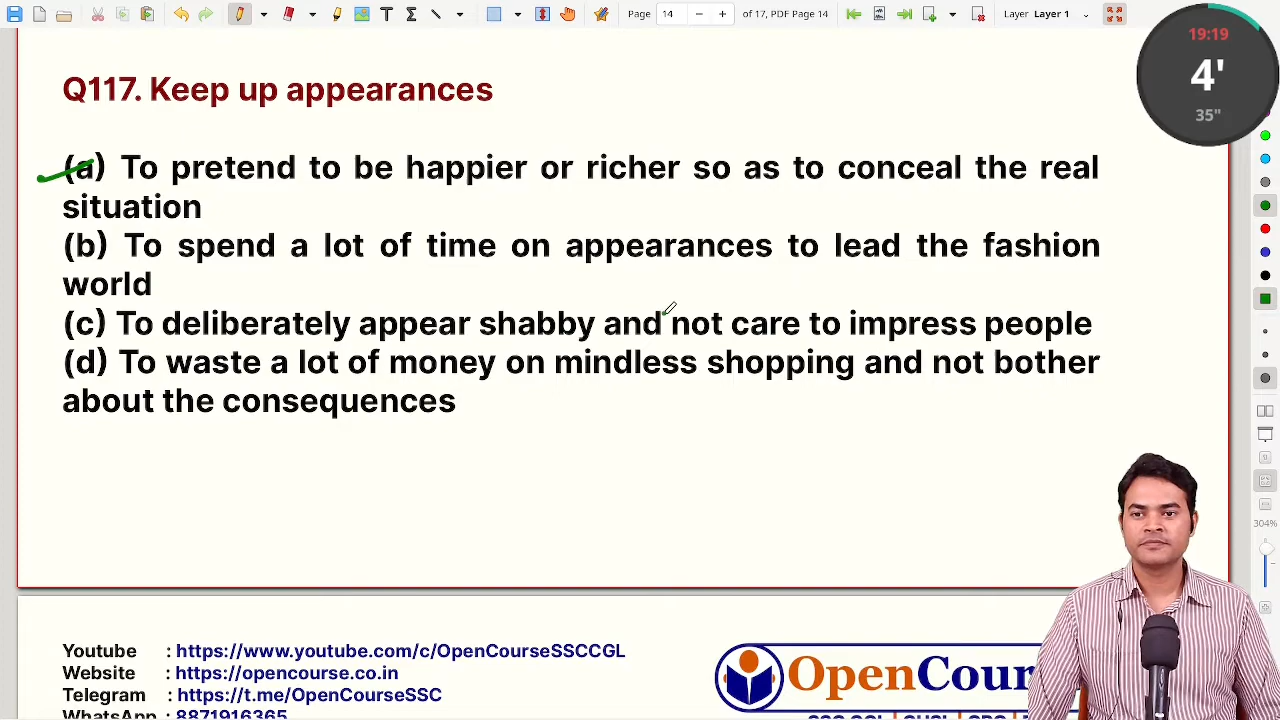 Page 14 of 17, PDF Page 14 Layer Layer 1
19:19
4'
35"
Q117. Keep up appearances
(a) To pretend to be happier or richer so as to conceal the real
situation
(b) To spend a lot of time on appearances to lead the fashion
world
(c) To deliberately appear shabby and not care to impress people
(d) To waste a lot of money on mindless shopping and not bother
about the consequences
304%
Youtube : https://www.youtube.com/c/OpenCourseSSCCGL
Website : https://opencourse.co.in
Telegram : https://t.me/OpenCourseSSC
WhatsApp : 8871916365
OpenCour